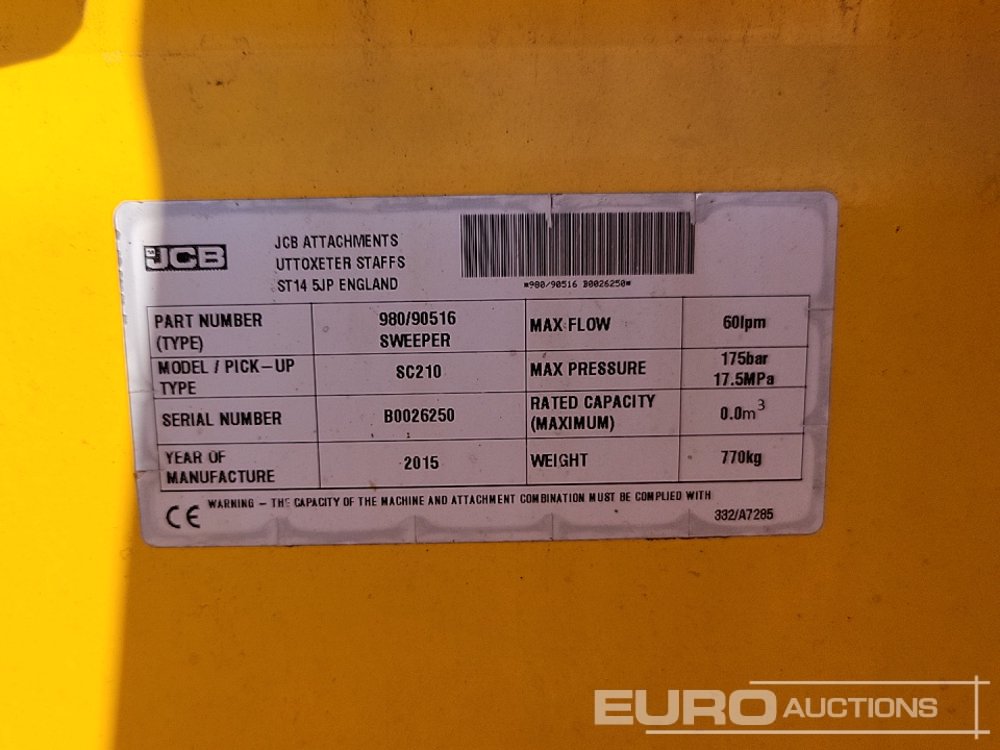 JCB
JCB ATTACHMENTS
UTTOXETER STAFFS
ST14 5JP ENGLAND
*980/90516 B0026250*
PART NUMBER (TYPE) 980/90516 SWEEPER MAX FLOW 60lpm
MODEL / PICK-UP TYPE SC210 MAX PRESSURE 175bar 17.5MPa
SERIAL NUMBER B0026250 RATED CAPACITY (MAXIMUM) 0.0m³
YEAR OF MANUFACTURE 2015 WEIGHT 770kg
CE WARNING - THE CAPACITY OF THE MACHINE AND ATTACHMENT COMBINATION MUST BE COMPLIED WITH
332/A7285
EURO AUCTIONS